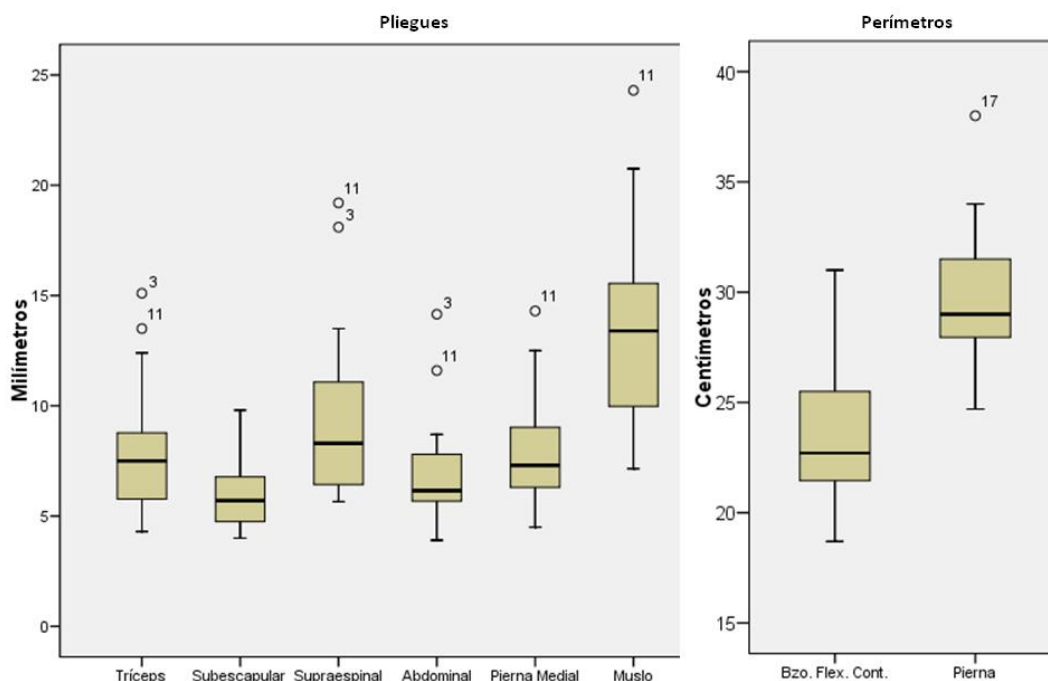 Pliegues
Milímetros
25
20
15
10
5
0
3
11
11
3
3
11
11
11
Tríceps
Subescapular
Supraespinal
Abdominal
Pierna Medial
Muslo
Perímetros
Centímetros
40
35
30
25
20
15
17
Bzo. Flex. Cont.
Pierna